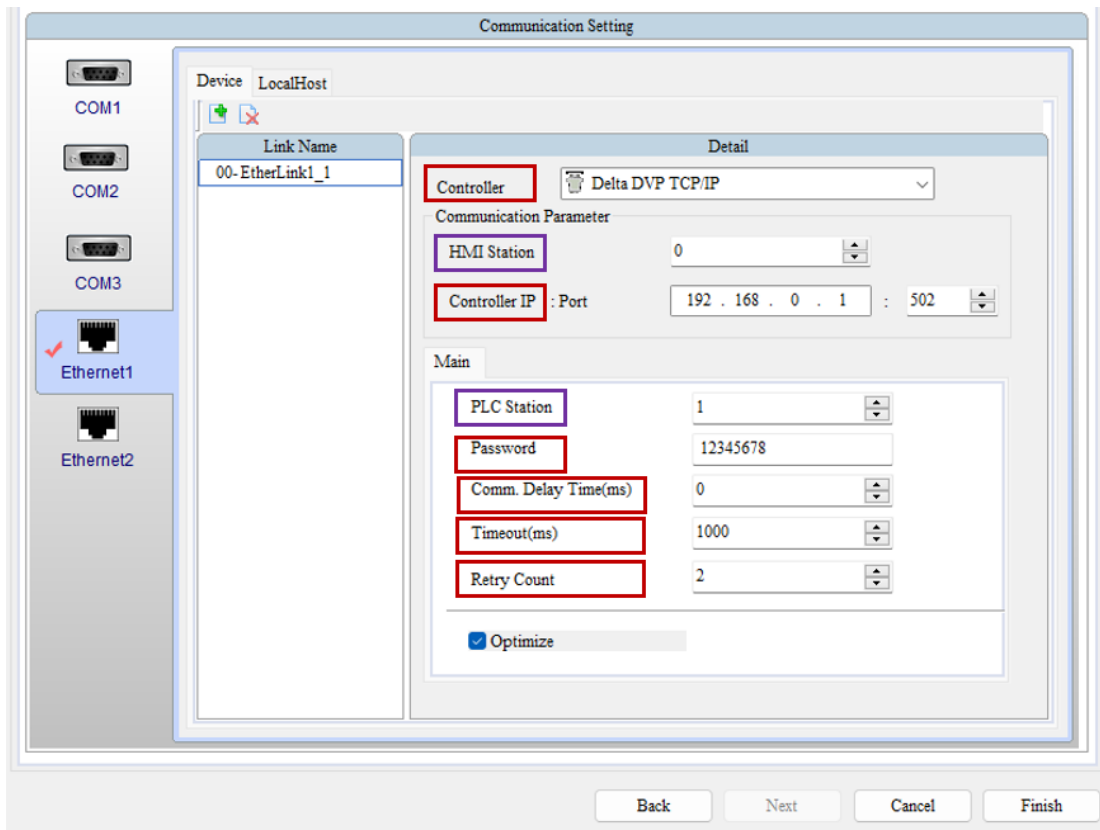 Communication Setting
COM1
COM2
COM3
Ethernet1
Ethernet2
Device LocalHost
Link Name
00-EtherLink1_1
Detail
Controller Delta DVP TCP/IP
Communication Parameter
HMI Station 0
Controller IP : Port 192 . 168 . 0 . 1 : 502
Main
PLC Station 1
Password 12345678
Comm. Delay Time(ms) 0
Timeout(ms) 1000
Retry Count 2
Optimize
Back Next Cancel Finish